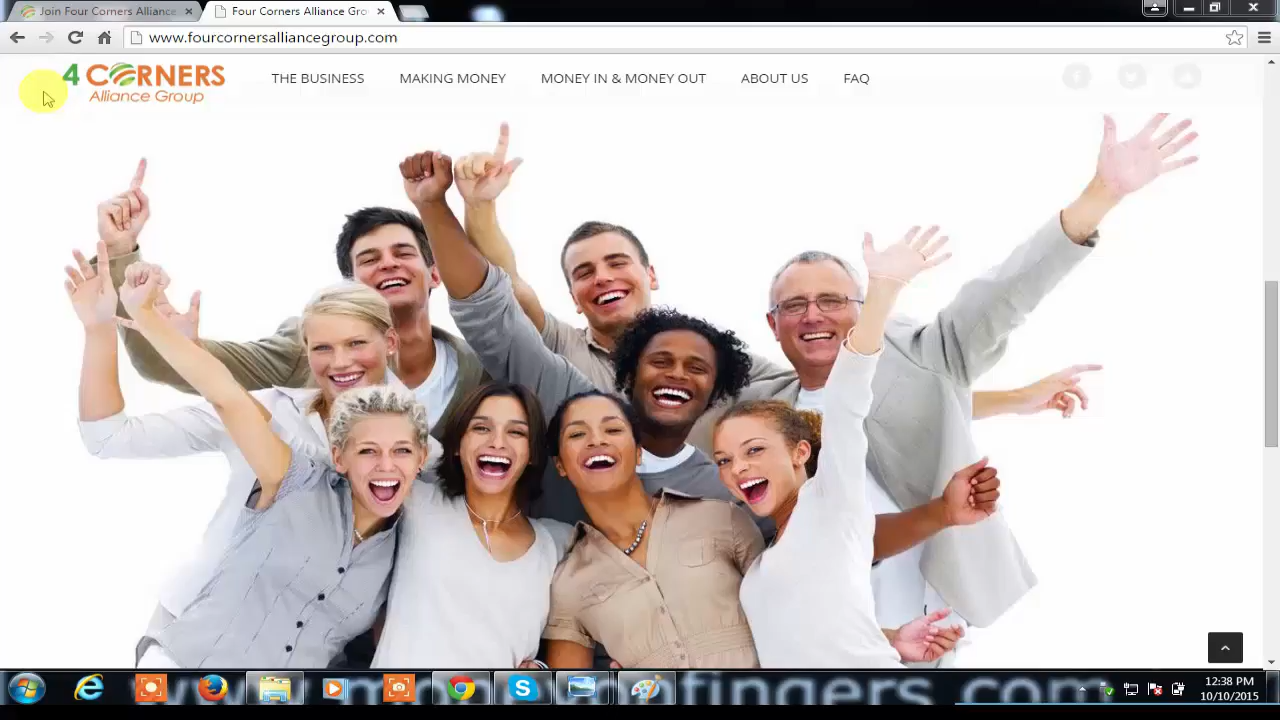 Join Four Corners Alliance
Four Corners Alliance Gro
www.fourcornersalliancegroup.com
4 CORNERS
Alliance Group
THE BUSINESS
MAKING MONEY
MONEY IN & MONEY OUT
ABOUT US
FAQ
12:38 PM
10/10/2015